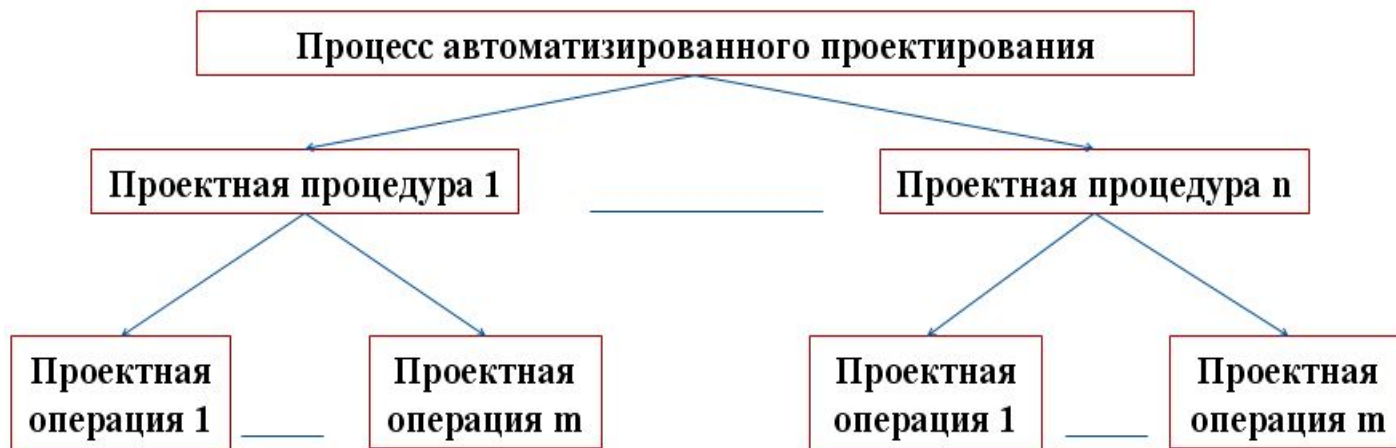 Процесс автоматизированного проектирования
Проектная процедура 1
Проектная процедура n
Проектная
операция 1
Проектная
операция m
Проектная
операция 1
Проектная
операция m